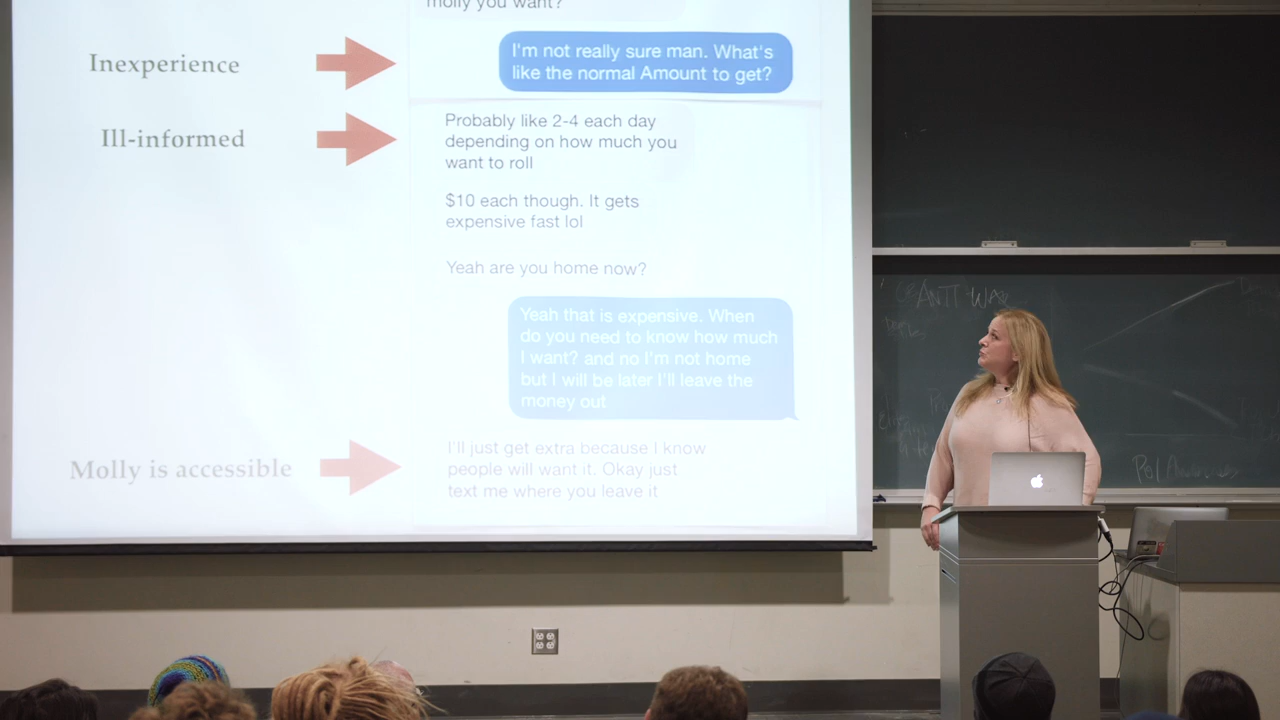 molly you want?
Inexperience
I'm not really sure man. What's
like the normal Amount to get?
Ill-informed
Probably like 2-4 each day
depending on how much you
want to roll
$10 each though. It gets
expensive fast lol
Yeah are you home now?
Yeah that is expensive. When
do you need to know how much
I want? and no I'm not home
but I will be later I'll leave the
money out
Molly is accessible
I'll just get extra because I know
people will want it. Okay just
text me where you leave it
ANTI WAR